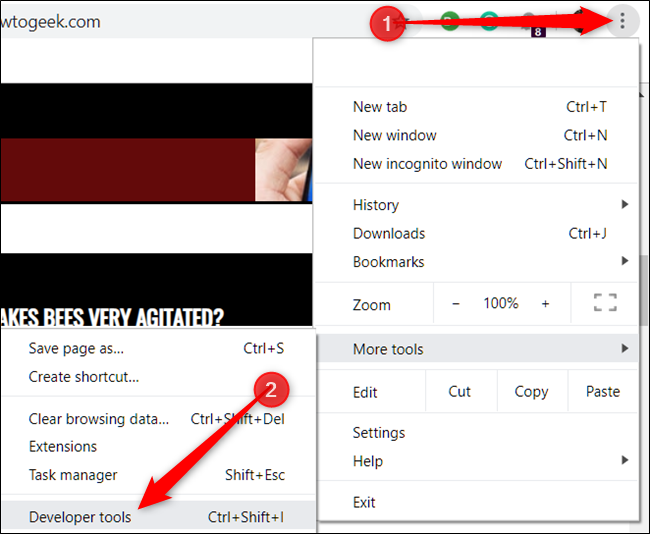 wtogeek.com
1
8
New tab Ctrl+T
New window Ctrl+N
New incognito window Ctrl+Shift+N
History
Downloads Ctrl+J
Bookmarks
Zoom - 100% +
AKES BEES VERY AGITATED?
More tools
Save page as... Ctrl+S
Create shortcut...
Edit Cut Copy Paste
2
Clear browsing data... Ctrl+Shift+Del
Settings
Extensions
Help
Task manager Shift+Esc
Exit
Developer tools Ctrl+Shift+I